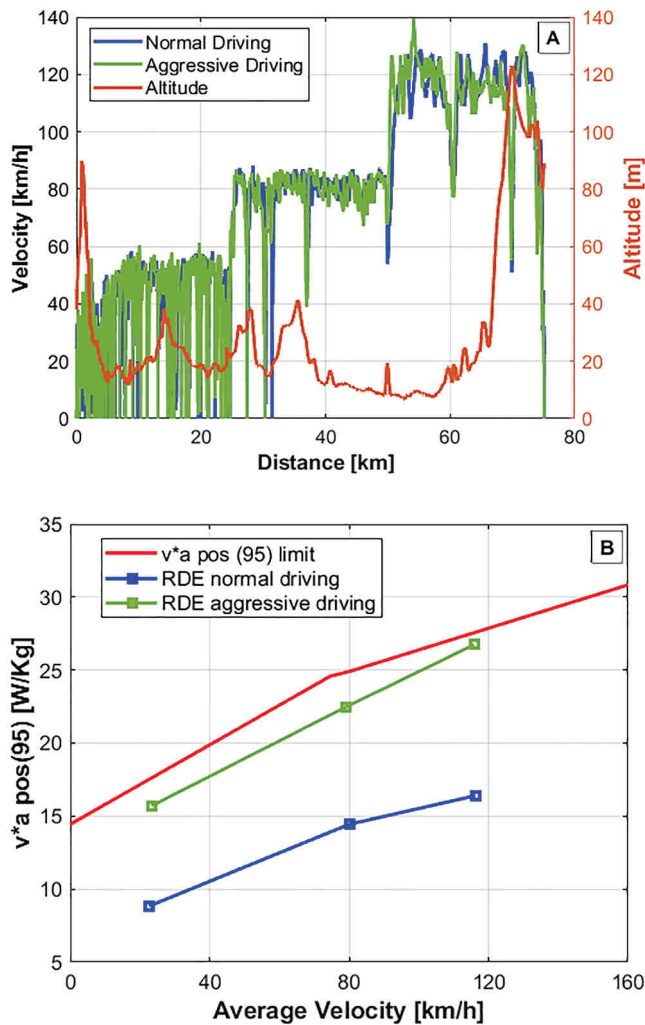 A
Normal Driving
Aggressive Driving
Altitude
Velocity [km/h]
140
120
100
80
60
40
20
0
140
120
100
80
60
40
20
0
Altitude [m]
0 20 40 60 80
Distance [km]
B
v*a pos (95) limit
RDE normal driving
RDE aggressive driving
v*a pos(95) [W/Kg]
35
30
25
20
15
10
5
0 40 80 120 160
Average Velocity [km/h]